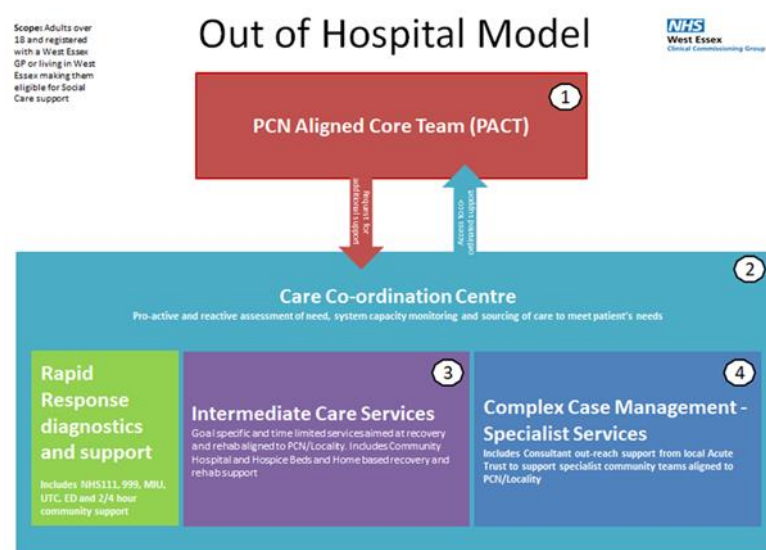 Scope: Adults over
18 and registered
with a West Essex
GP or living in West
Essex making them
eligible for Social
Care support
Out of Hospital Model
NHS
West Essex
Clinical Commissioning Group
1
PCN Aligned Core Team (PACT)
Request for
additional support
Access to co-
ordinated support
2
Care Co-ordination Centre
Pro-active and reactive assessment of need, system capacity monitoring and sourcing of care to meet patient's needs
Rapid
Response
diagnostics
and support
Includes NHS111, 999, MIU,
UTC, ED and 2/4 hour
community support
3
Intermediate Care Services
Goal specific and time limited services aimed at recovery
and rehab aligned to PCN/Locality. Includes Community
Hospital and Hospice Beds and Home based recovery and
rehab support
4
Complex Case Management -
Specialist Services
Includes Consultant out-reach support from local Acute
Trust to support specialist community teams aligned to
PCN/Locality